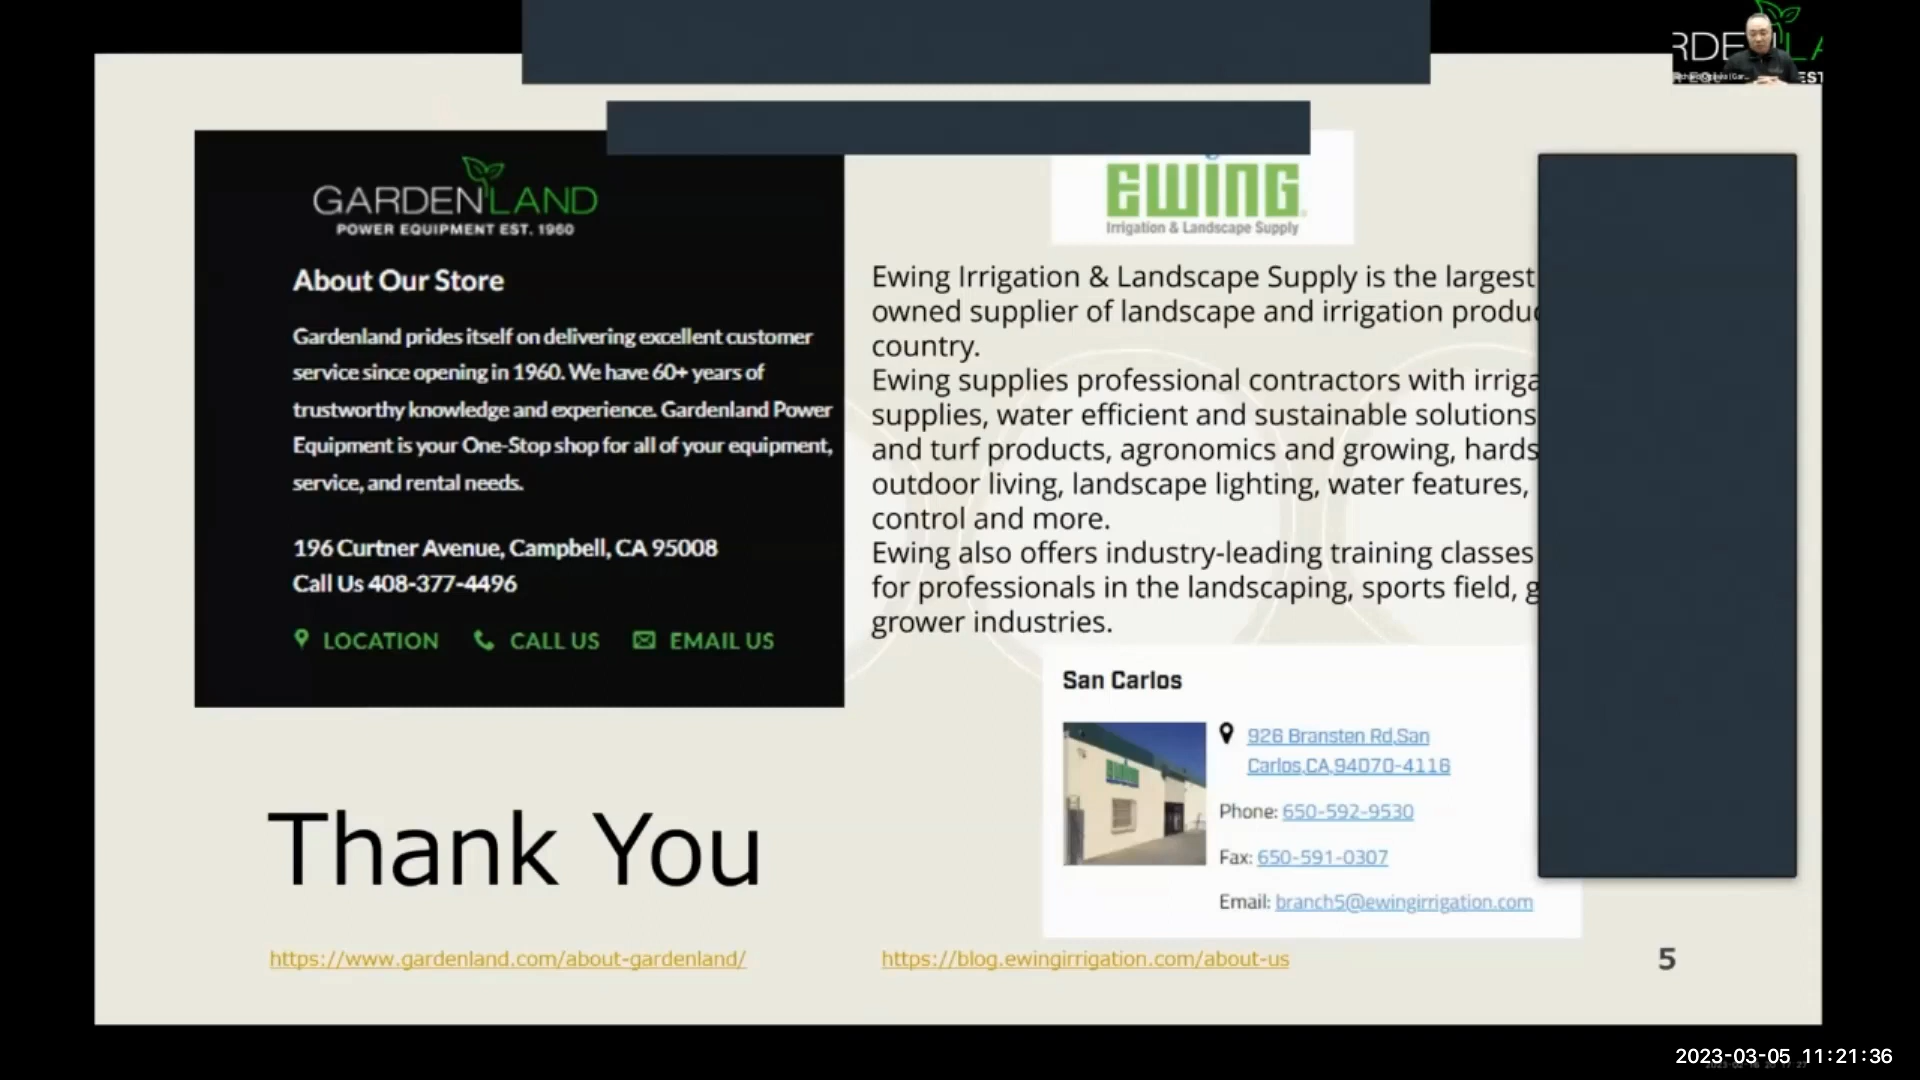 GARDENLAND
POWER EQUIPMENT EST. 1960
About Our Store
Gardenland prides itself on delivering excellent customer
service since opening in 1960. We have 60+ years of
trustworthy knowledge and experience. Gardenland Power
Equipment is your One-Stop shop for all of your equipment,
service, and rental needs.
196 Curtner Avenue, Campbell, CA 95008
Call Us 408-377-4496
LOCATION CALL US EMAIL US
EWING
Irrigation & Landscape Supply
Ewing Irrigation & Landscape Supply is the largest
owned supplier of landscape and irrigation
country.
Ewing supplies professional contractors with
supplies, water efficient and sustainable solutions
and turf products, agronomics and growing,
outdoor living, landscape lighting, water features,
control and more.
Ewing also offers industry-leading training classes
for professionals in the landscaping, sports field,
grower industries.
San Carlos
926 Bransten Rd,San
Carlos,CA,94070-4116
Phone: 650-592-9530
Fax: 650-591-0307
Email: branch5@ewingirrigation.com
Thank You
https://www.gardenland.com/about-gardenland/
https://blog.ewingirrigation.com/about-us
5
2023-03-05 11:21:36